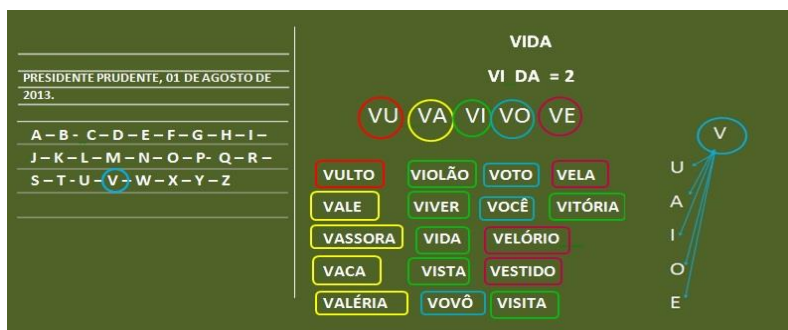 PRESIDENTE PRUDENTE, 01 DE AGOSTO DE
2013.
A – B - C – D – E – F – G – H – I –
J – K – L – M – N – O – P- Q – R –
S – T - U – V – W – X – Y – Z
VIDA
VI DA = 2
VU VA VI VO VE
VULTO VIOLÃO VOTO VELA
VALE VIVER VOCÊ VITÓRIA
VASSORA VIDA VELÓRIO
VACA VISTA VESTIDO
VALÉRIA VOVÔ VISITA
V
U
A
I
O
E